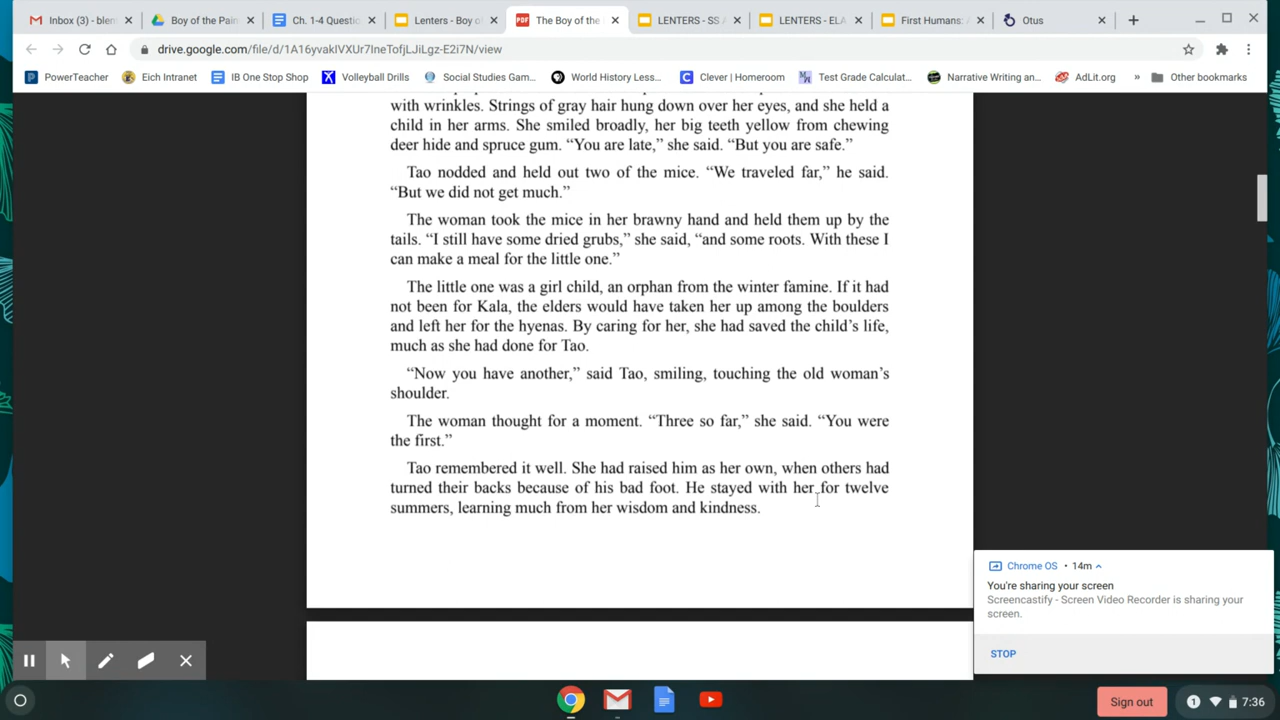 Inbox (3) - blen
Boy of the Pain
Ch. 1-4 Questi
Lenters - Boy o
PDF The Boy of the
LENTERS - SS A
LENTERS - ELA
First Humans:
Otus
drive.google.com/file/d/1A16yvaklVXUr7IneTofjLJiLgz-E2i7N/view
PowerTeacher
Eich Intranet
IB One Stop Shop
Volleyball Drills
Social Studies Gam...
World History Less...
Clever | Homeroom
Test Grade Calculat...
Narrative Writing an...
AdLit.org
»
Other bookmarks
with wrinkles. Strings of gray hair hung down over her eyes, and she held a
child in her arms. She smiled broadly, her big teeth yellow from chewing
deer hide and spruce gum. “You are late,” she said. “But you are safe.”
Tao nodded and held out two of the mice. “We traveled far,” he said.
“But we did not get much.”
The woman took the mice in her brawny hand and held them up by the
tails. “I still have some dried grubs,” she said, “and some roots. With these I
can make a meal for the little one.”
The little one was a girl child, an orphan from the winter famine. If it had
not been for Kala, the elders would have taken her up among the boulders
and left her for the hyenas. By caring for her, she had saved the child’s life,
much as she had done for Tao.
“Now you have another,” said Tao, smiling, touching the old woman’s
shoulder.
The woman thought for a moment. “Three so far,” she said. “You were
the first.”
Tao remembered it well. She had raised him as her own, when others had
turned their backs because of his bad foot. He stayed with her for twelve
summers, learning much from her wisdom and kindness.
Chrome OS • 14m
You're sharing your screen
Screencastify - Screen Video Recorder is sharing your
screen.
STOP
Sign out
1
7:36